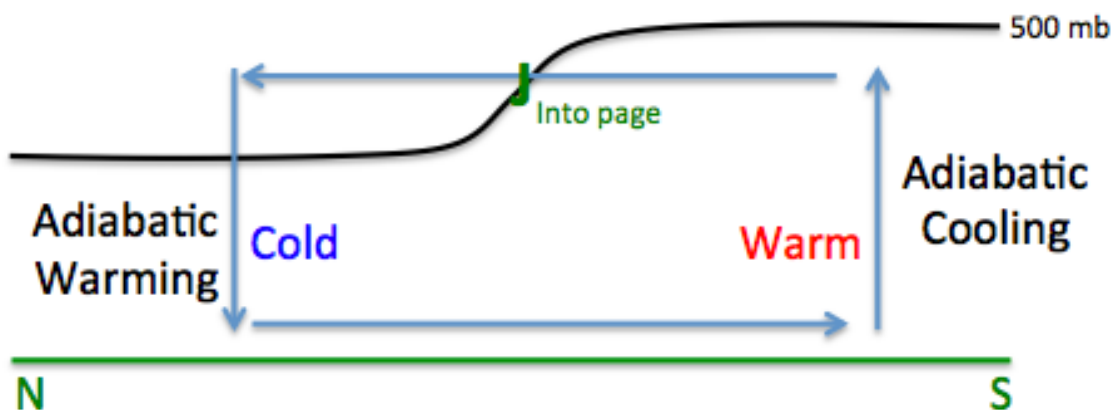 500 mb
J
Into page
Adiabatic
Warming
Cold
Warm
Adiabatic
Cooling
N
S